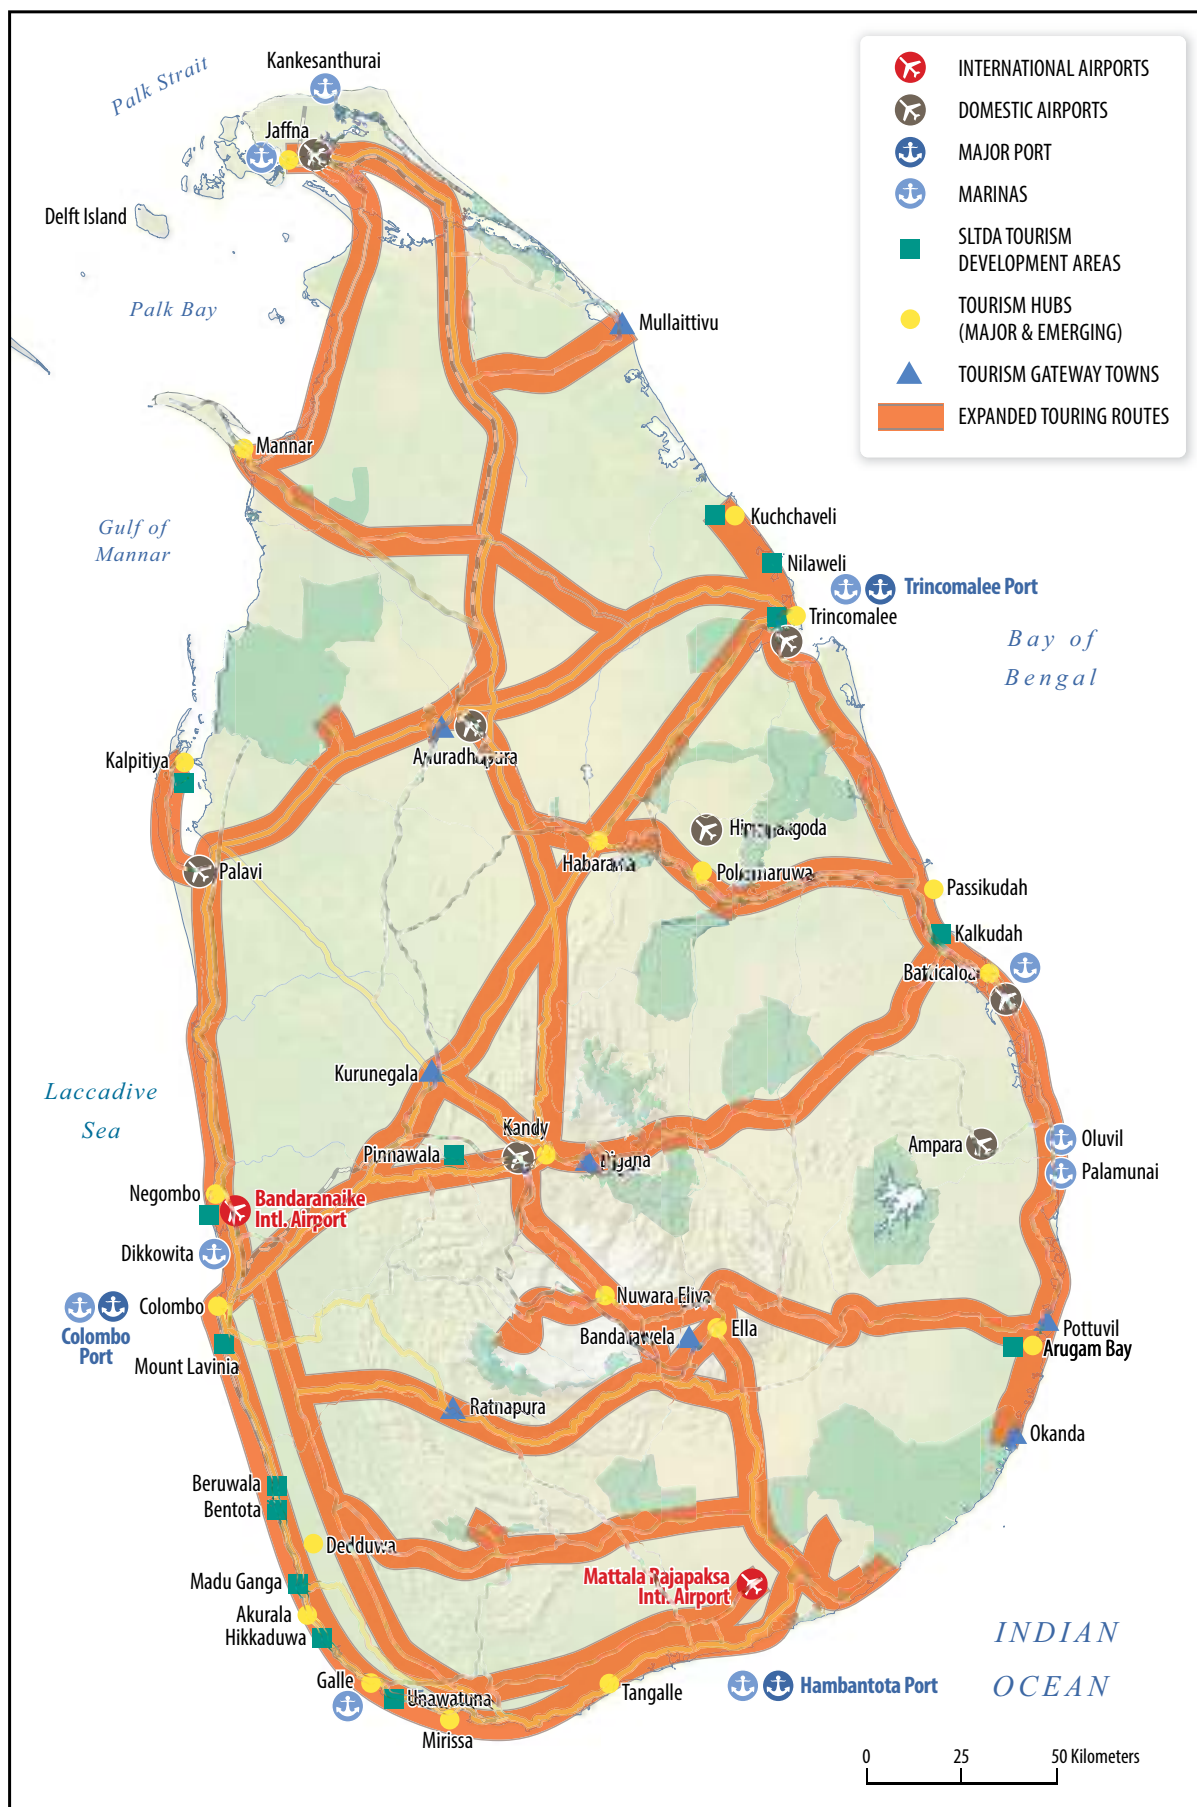 Kankesanthurai
Palk Strait
Jaffna
Delft Island
Palk Bay
Mullaittivu
INTERNATIONAL AIRPORTS
DOMESTIC AIRPORTS
MAJOR PORT
MARINAS
SLTDA TOURISM
DEVELOPMENT AREAS
TOURISM HUBS
(MAJOR & EMERGING)
TOURISM GATEWAY TOWNS
EXPANDED TOURING ROUTES
Mannar
Gulf of
Mannar
Kuchchaveli
Nilaweli
Trincomalee Port
Trincomalee
Bay of
Bengal
Anuradhapura
Kalpitiya
Palavi
Habarana
Passikudah
Kalkudah
Batticaloa
Kurunegala
Laccadive
Sea
Kandy
Pinnawala
Digana
Ampara
Oluvil
Palamunai
Negombo
Bandaranaike
Intl. Airport
Dikkowita
Colombo
Colombo
Port
Mount Lavinia
Nuwara Eliya
Bandarawela
Ella
Pottuvil
Arugam Bay
Ratnapura
Okanda
Beruwala
Bentota
Dedduwa
Madu Ganga
Mattala Rajapaksa
Intl. Airport
Akurala
Hikkaduwa
Galle
Unawatuna
Mirissa
Tangalle
Hambantota Port
INDIAN
OCEAN
0 25 50 Kilometers